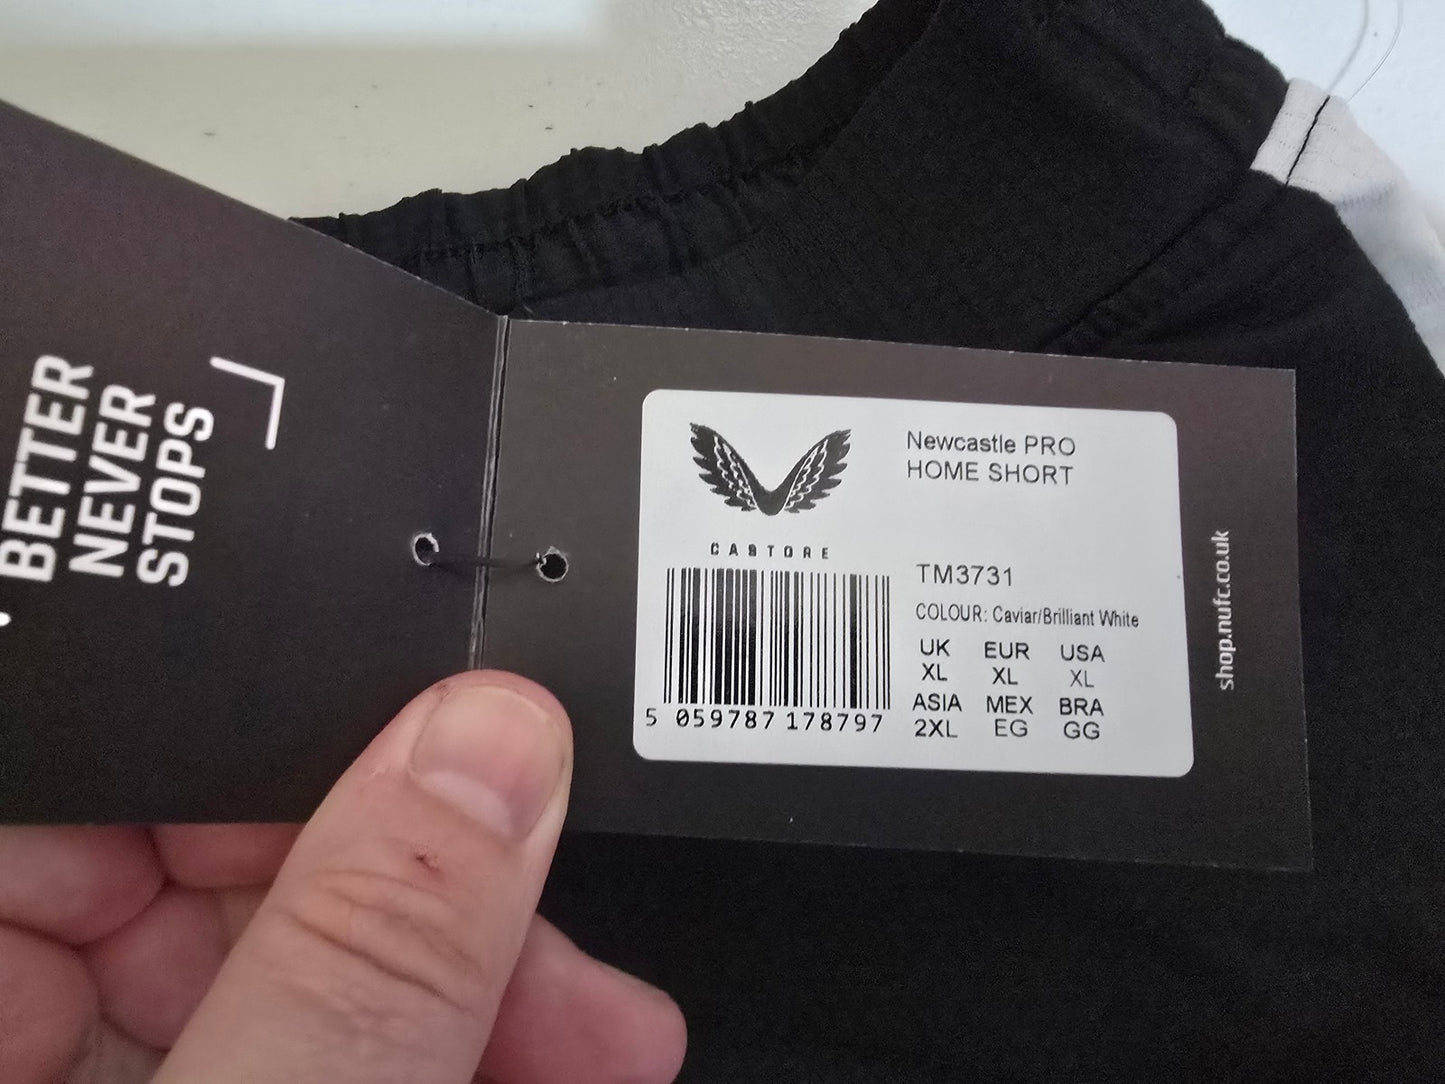 BETTER
NEVER
STOPS
CASTORE
Newcastle PRO
HOME SHORT
TM3731
COLOUR: Caviar/Brilliant White
UK EUR USA
XL XL XL
ASIA MEX BRA
2XL EG GG
5 059787 178797
shop.nufc.co.uk